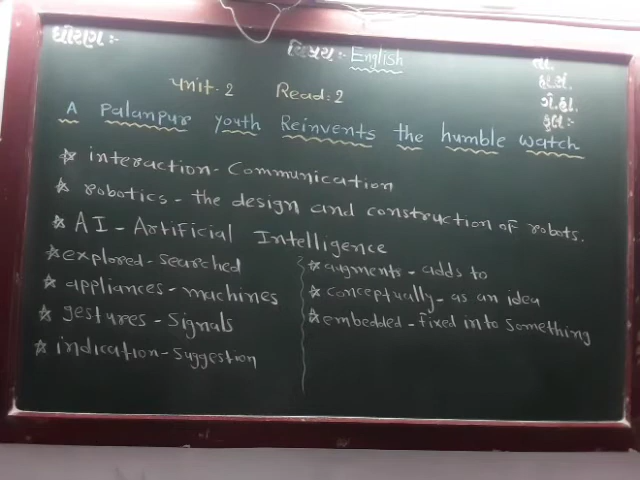 ધોરણ :-
વિષય :- English
તા.
હા.સં.
ગે.હા.
કુલ :-
Unit. 2 Read: 2
A Palanpur youth Reinvents the humble watch
☆ interaction - Communication
☆ robotics - the design and construction of robots.
☆ AI - Artificial Intelligence
☆ explored - searched
☆ appliances - machines
☆ gestures - Signals
☆ indication - Suggestion
☆ augments - adds to
☆ conceptually - as an idea
☆ embedded - fixed in to something